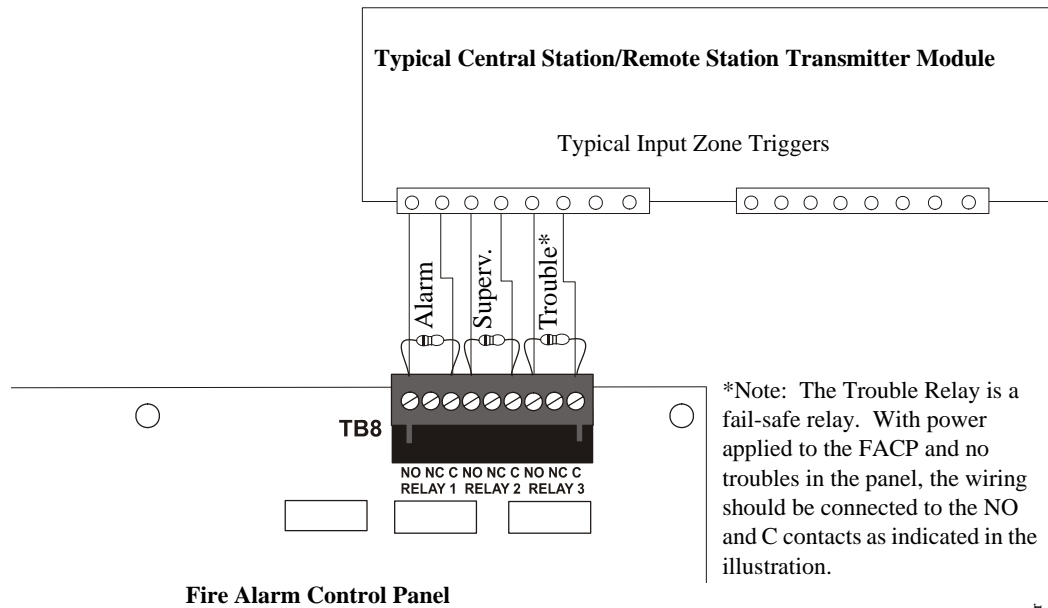 Typical Central Station/Remote Station Transmitter Module
Typical Input Zone Triggers
Alarm
Superv.
Trouble*
TB8
NO NC C NO NC C NO NC C
RELAY 1 RELAY 2 RELAY 3
*Note: The Trouble Relay is a
fail-safe relay. With power
applied to the FACP and no
troubles in the panel, the wiring
should be connected to the NO
and C contacts as indicated in the
illustration.
Fire Alarm Control Panel